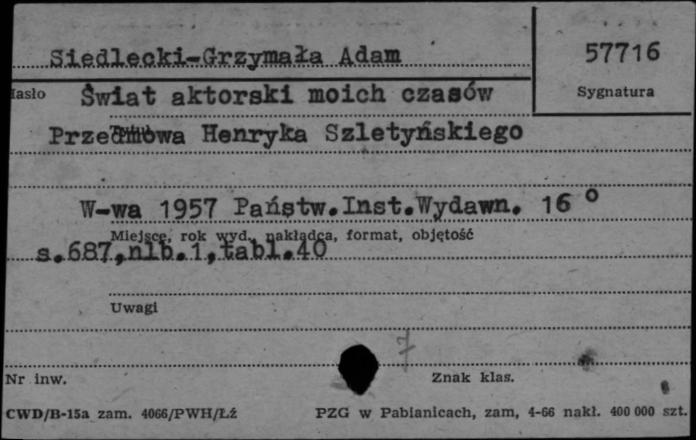 Siedlecki-Grzymała Adam
57716
Hasło Świat aktorski moich czasów
Sygnatura
Przedmowa Henryka Szletyńskiego
W-wa 1957 Państw.Inst.Wydawn. 16°
Miejsce, rok wyd., nakładca, format, objętość
s.687,nlb.1,tabl.40
Uwagi
7
Nr inw.
Znak klas.
CWD/B-15a zam. 4066/PWH/Łź
PZG w Pabianicach, zam, 4-66 nakł. 400 000 szt.